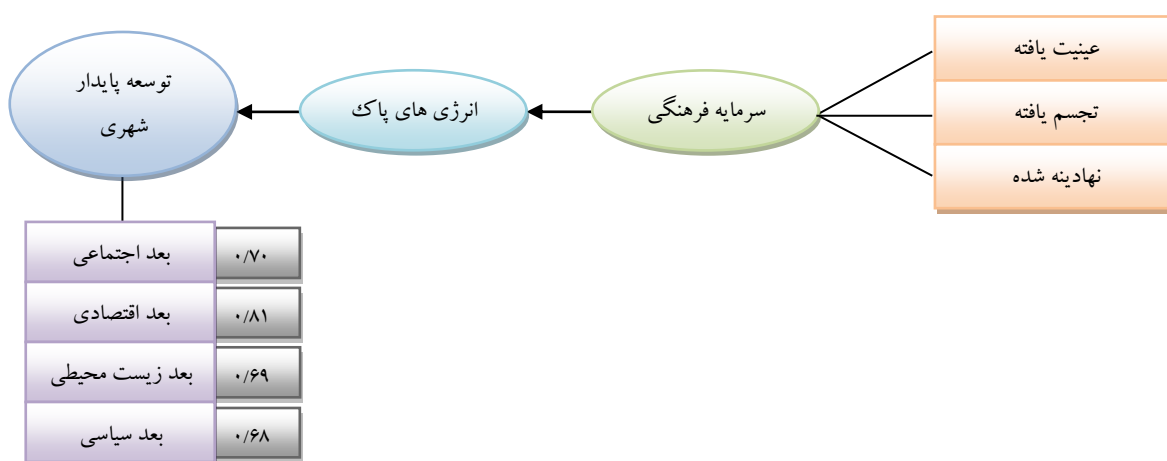 عینیت یافته
تجسم یافته
نهادینه شده
سرمایه فرهنگی
انرژی های پاک
توسعه پایدار
شهری
بعد اجتماعی
۰/۷۰
بعد اقتصادی
۰/۸۱
بعد زیست محیطی
۰/۶۹
بعد سیاسی
۰/۶۸